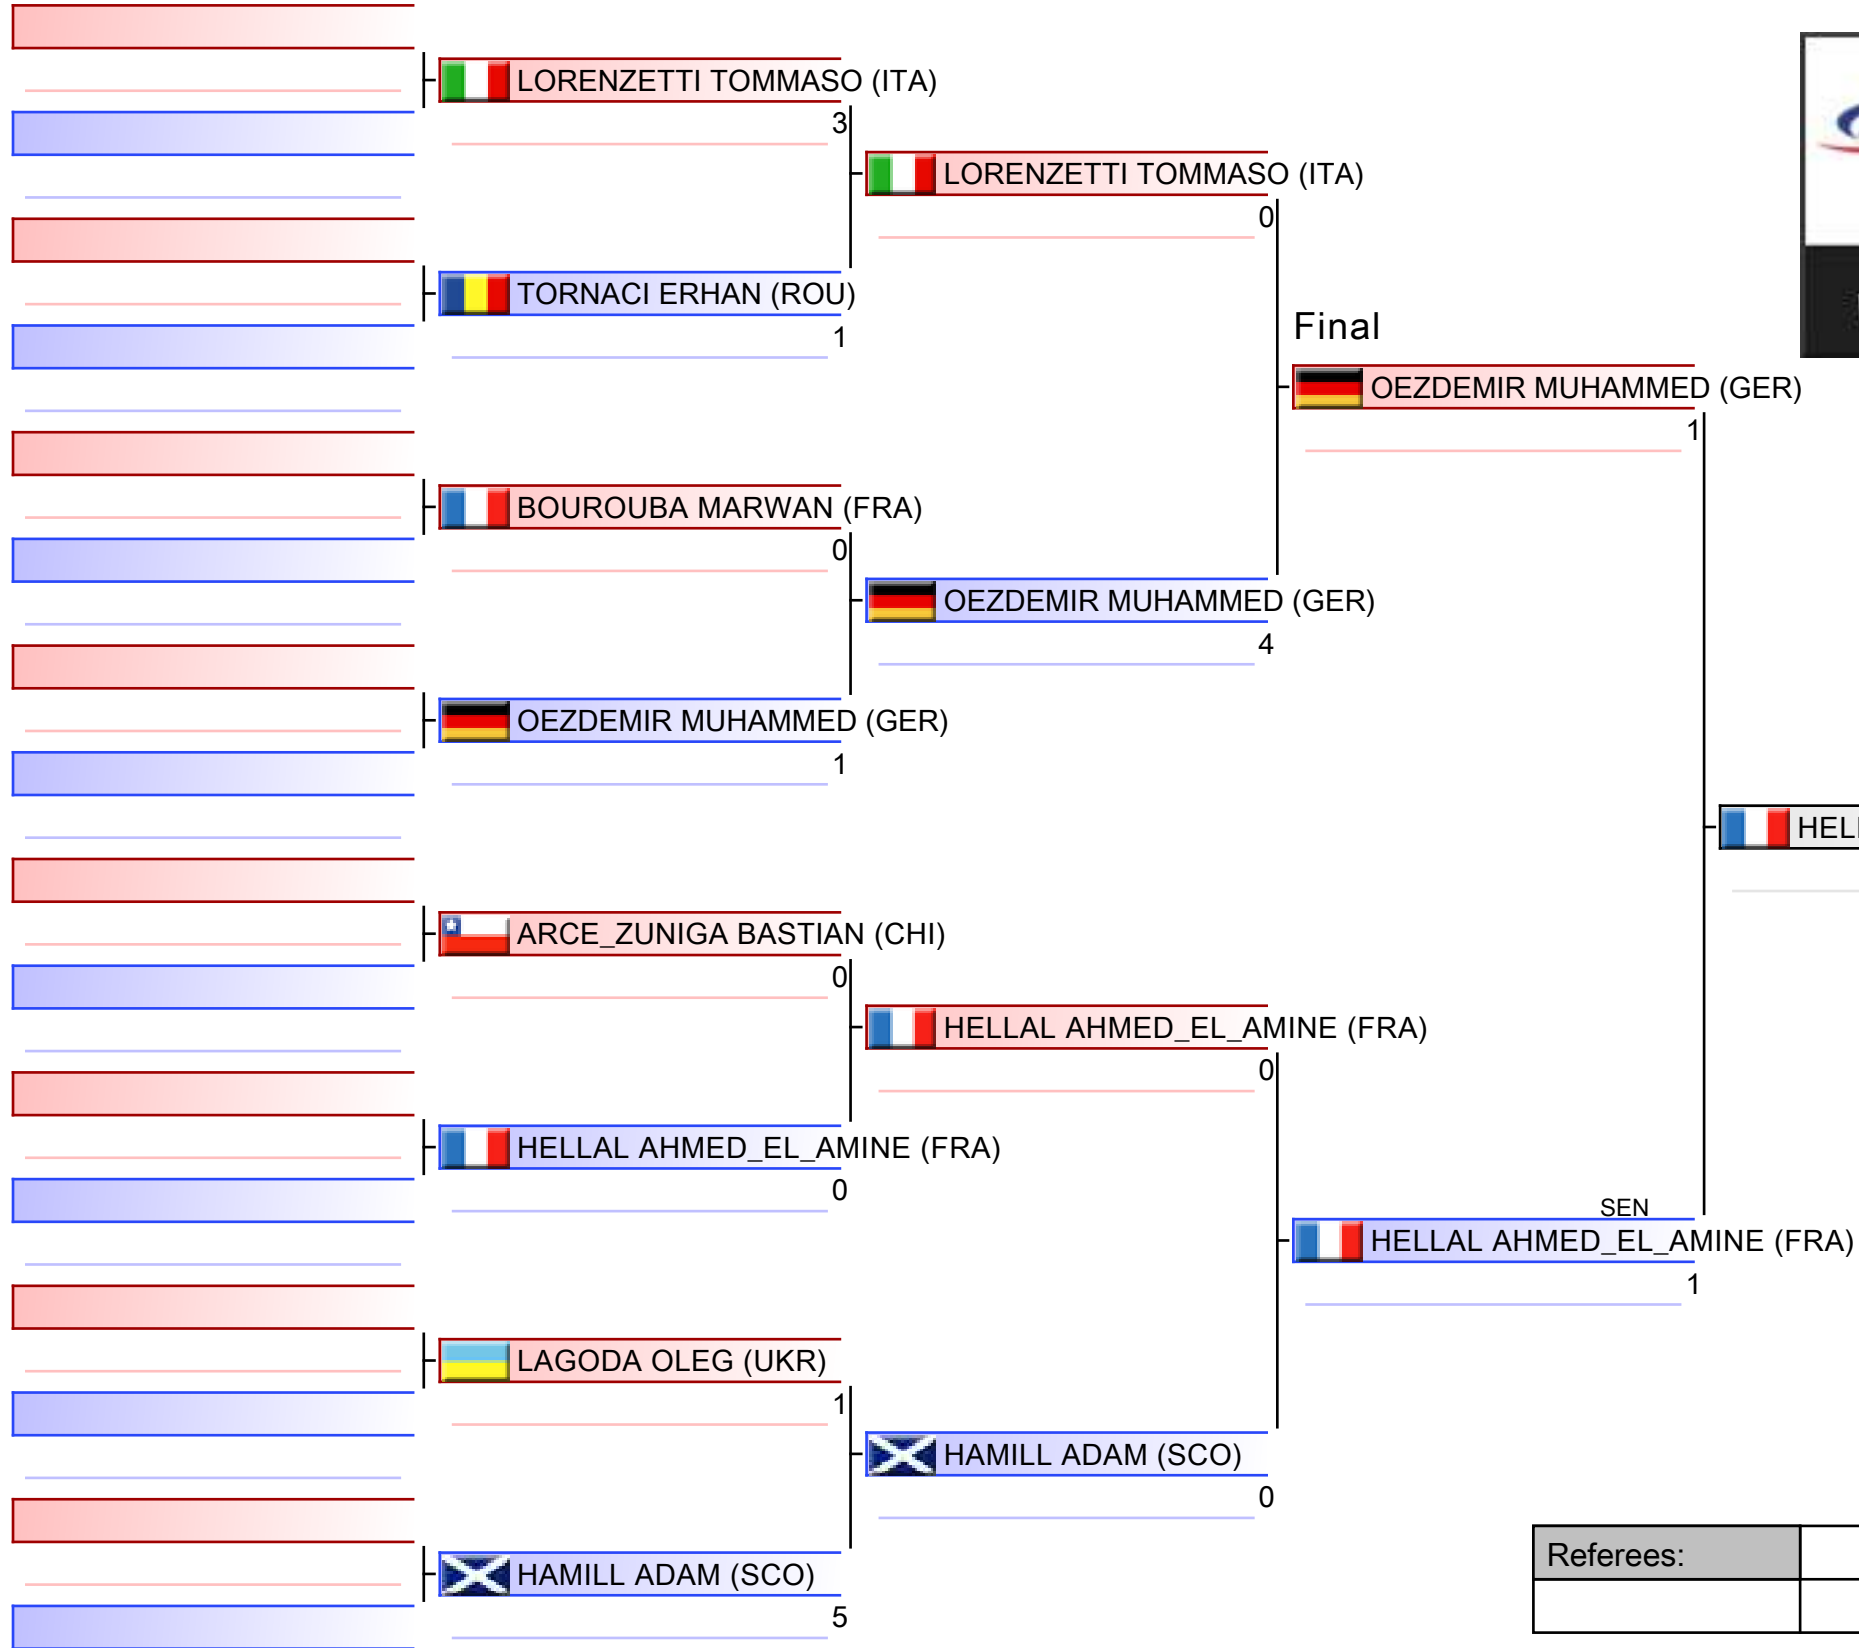 LORENZETTI TOMMASO (ITA)
3
LORENZETTI TOMMASO (ITA)
0
TORNACI ERHAN (ROU)
1
Final
OEZDEMIR MUHAMMED (GER)
1
BOUROUBA MARWAN (FRA)
0
OEZDEMIR MUHAMMED (GER)
4
OEZDEMIR MUHAMMED (GER)
1
ARCE_ZUNIGA BASTIAN (CHI)
0
HELLAL AHMED_EL_AMINE (FRA)
0
HELLAL AHMED_EL_AMINE (FRA)
0
SEN
HELLAL AHMED_EL_AMINE (FRA)
1
LAGODA OLEG (UKR)
1
HAMILL ADAM (SCO)
0
HAMILL ADAM (SCO)
5
Referees: